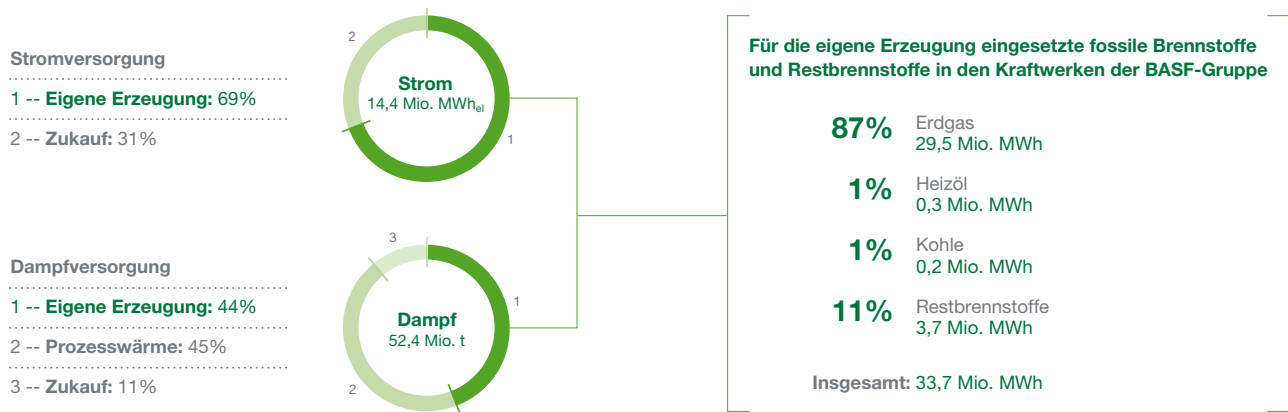 Stromversorgung
1 -- Eigene Erzeugung: 69%
2 -- Zukauf: 31%
2
Strom
14,4 Mio. MWhel
1
Dampfversorgung
1 -- Eigene Erzeugung: 44%
2 -- Prozesswärme: 45%
3 -- Zukauf: 11%
3
1
Dampf
52,4 Mio. t
2
Für die eigene Erzeugung eingesetzte fossile Brennstoffe
und Restbrennstoffe in den Kraftwerken der BASF-Gruppe
87% Erdgas
29,5 Mio. MWh
1% Heizöl
0,3 Mio. MWh
1% Kohle
0,2 Mio. MWh
11% Restbrennstoffe
3,7 Mio. MWh
Insgesamt: 33,7 Mio. MWh